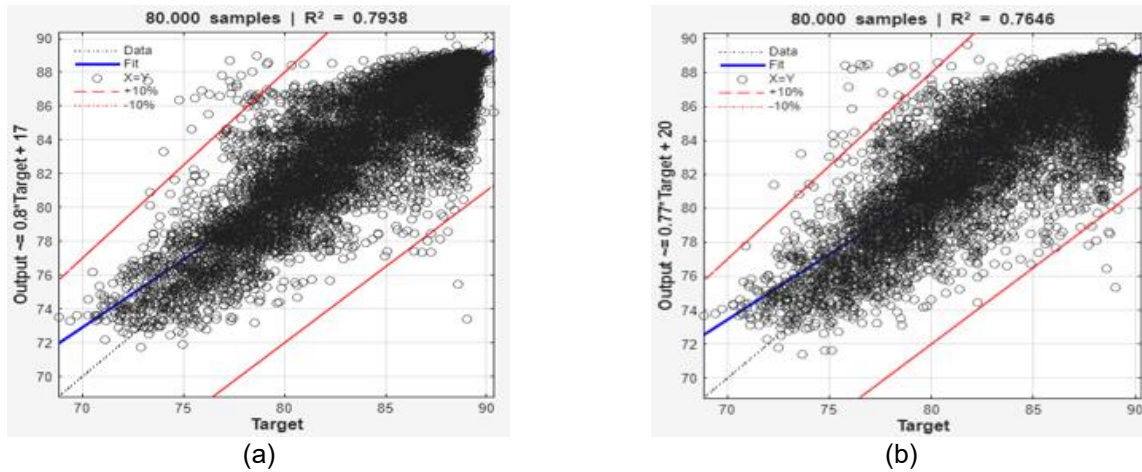 80.000 samples | R² = 0.7938
Output ~= 0.8*Target + 17
90
88
86
84
82
80
78
76
74
72
70
Data
Fit
X=Y
+10%
-10%
70
75
80
85
90
Target
(a)
80.000 samples | R² = 0.7646
Output ~= 0.77*Target + 20
90
88
86
84
82
80
78
76
74
72
70
Data
Fit
X=Y
+10%
-10%
70
75
80
85
90
Target
(b)